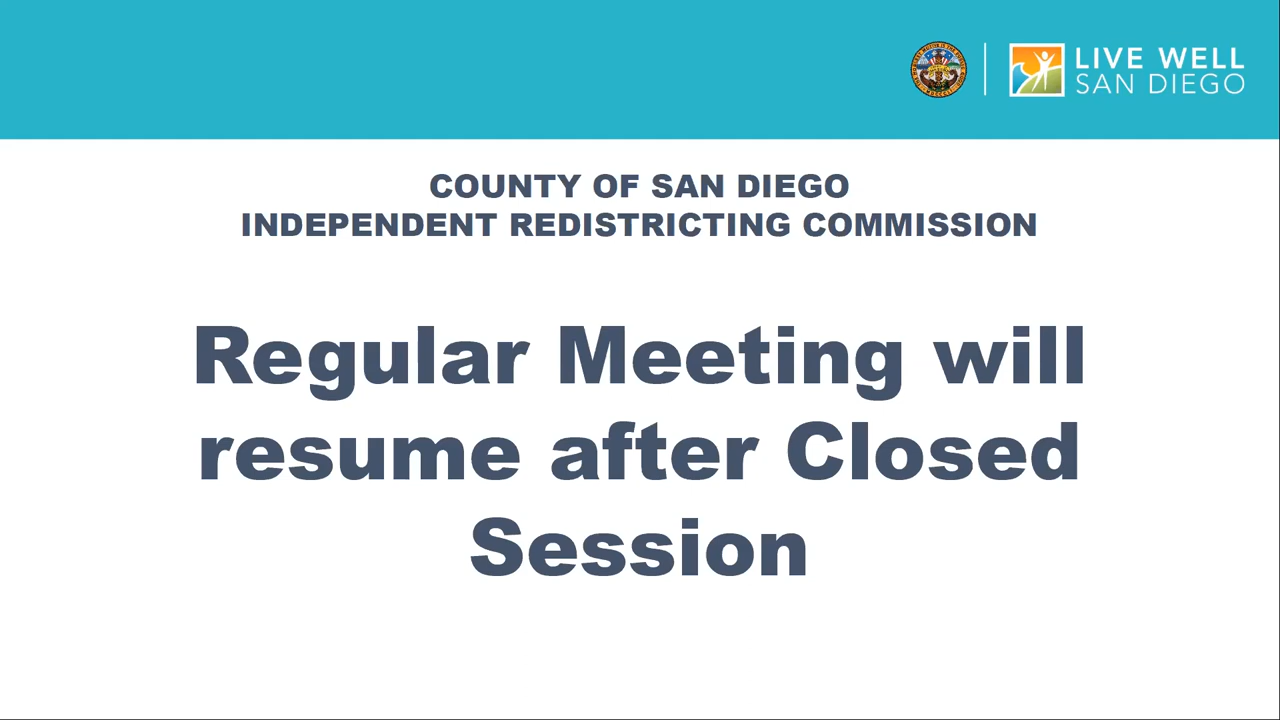 LIVE WELL
SAN DIEGO
COUNTY OF SAN DIEGO
INDEPENDENT REDISTRICTING COMMISSION
Regular Meeting will
resume after Closed
Session